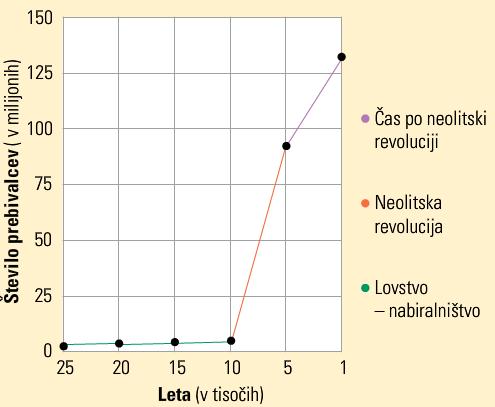 150
125
100
75
50
25
0
Število prebivalcev ( v milijonih)
25 20 15 10 5 1
Leta (v tisočih)
Čas po neolitski
revoluciji
Neolitska
revolucija
Lovstvo
– nabiralništvo